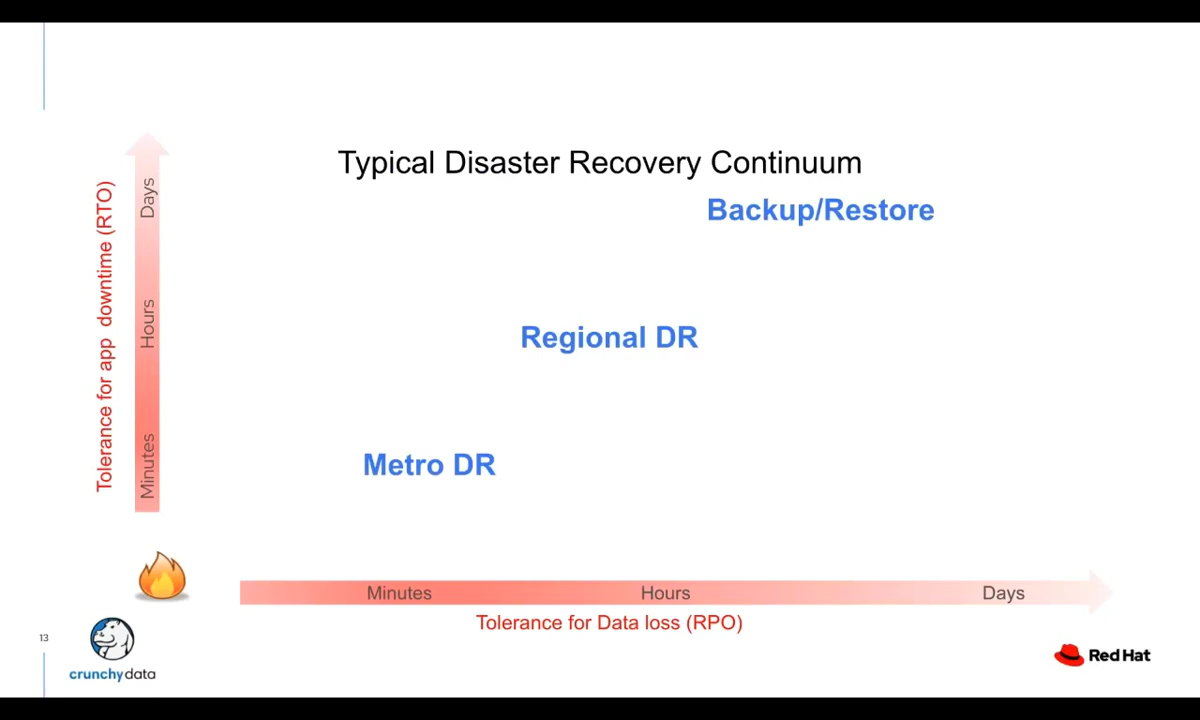 Typical Disaster Recovery Continuum
Backup/Restore
Regional DR
Metro DR
Tolerance for app downtime (RTO)
Days
Hours
Minutes
Minutes
Hours
Days
Tolerance for Data loss (RPO)
13
crunchydata
Red Hat